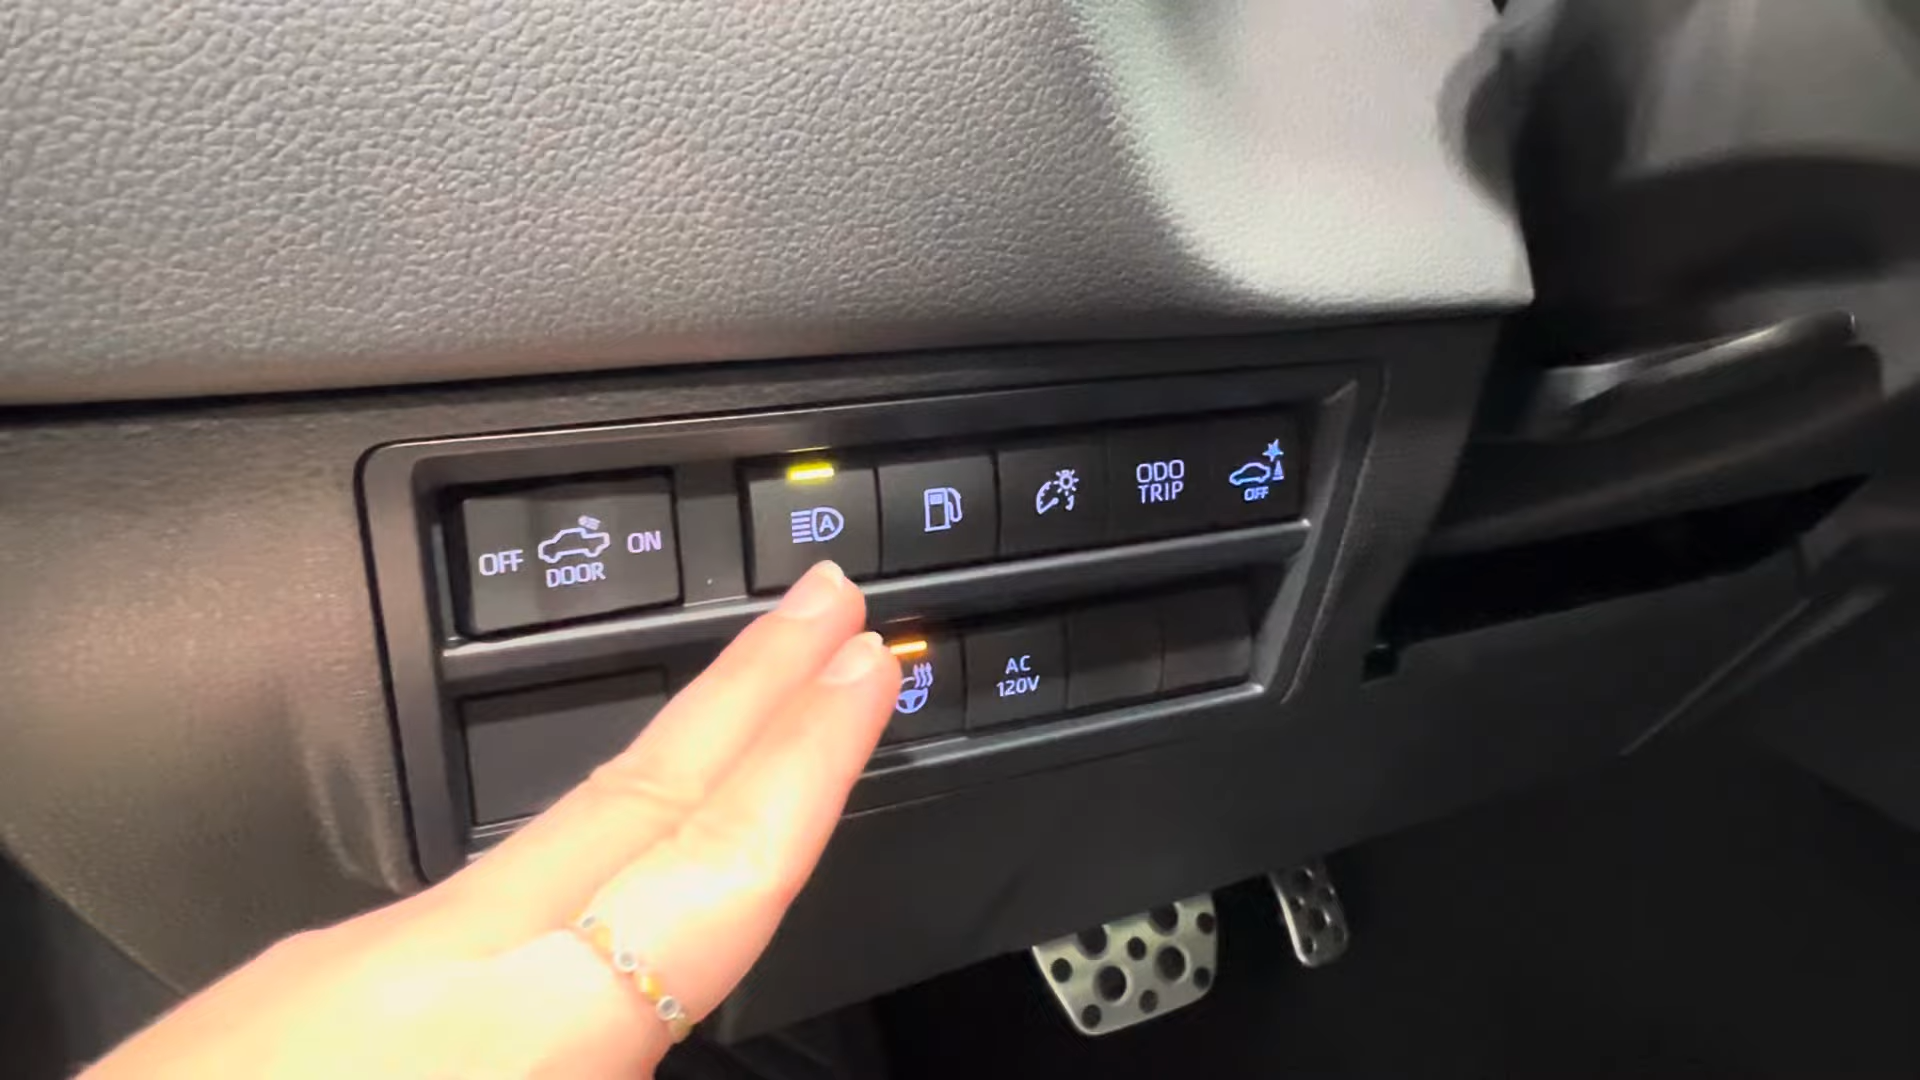 OFF ON
DOOR
A
ODO
TRIP
OFF
AC
120V